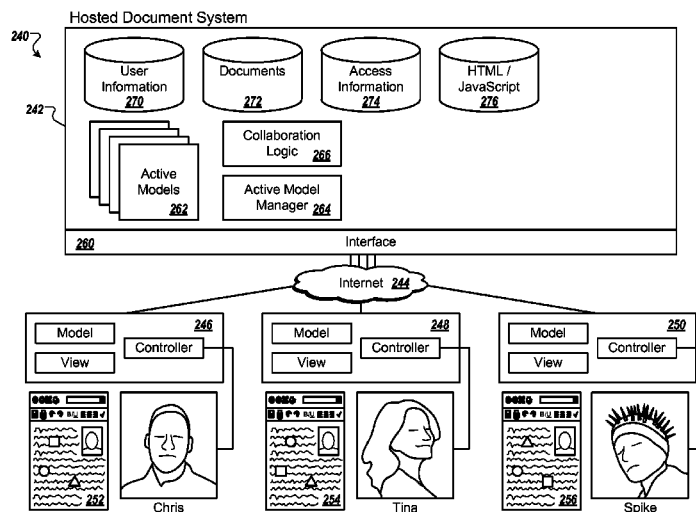 Hosted Document System
240
242
User Information 270
Documents 272
Access Information 274
HTML / JavaScript 276
Active Models 262
Collaboration Logic 266
Active Model Manager 264
260 Interface
Internet 244
Model 246
View
Controller
Model 248
View
Controller
Model 250
View
Controller
252
Chris
254
Tina
256
Spike